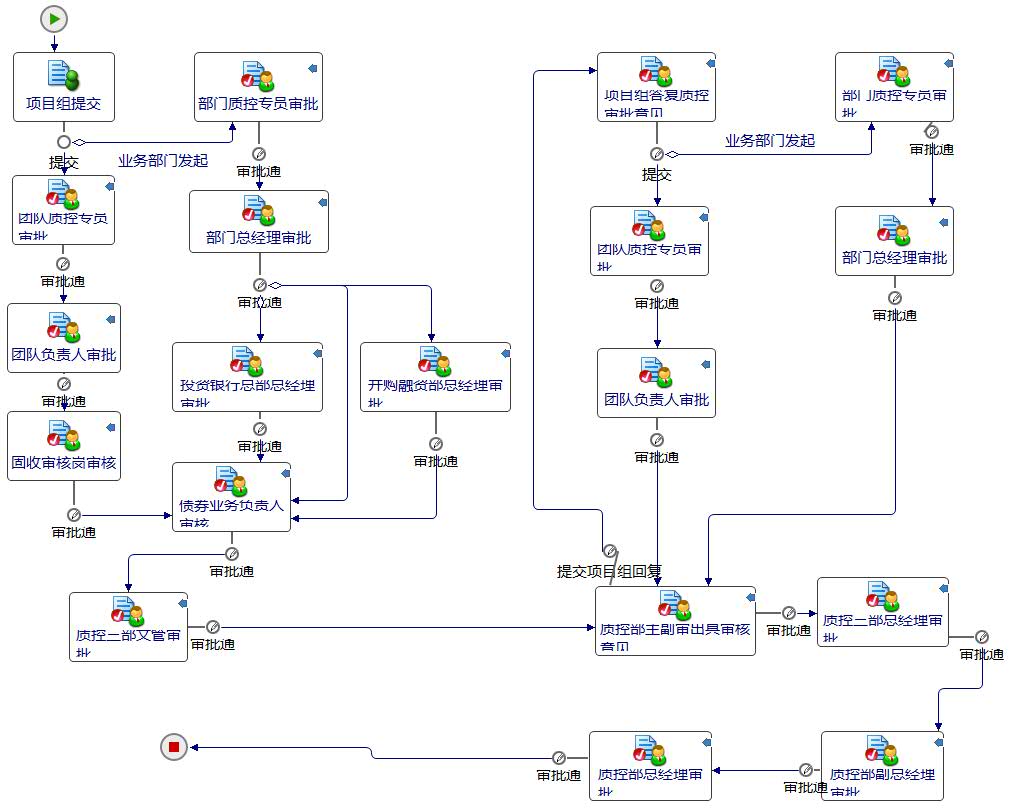 项目组提交
提交
业务部门发起
部门质控专员审批
审批通
团队质控专员
审批
审批通
部门总经理审批
审批通
团队负责人审批
审批通
投资银行总部总经理
审批
审批通
并购融资部总经理审
批
审批通
固收审核岗审核
审批通
债券业务负责人
审核
审批通
质控三部文管审
批
审批通
项目组答复质控
审批意见
提交
业务部门发起
部门质控专员审
批
审批通
团队质控专员审
批
审批通
部门总经理审批
审批通
团队负责人审批
审批通
提交项目组回复
质控部主副审出具审核
意见
审批通
质控三部总经理审
批
审批通
质控部副总经理
审批
审批通
质控部总经理审
批
审批通